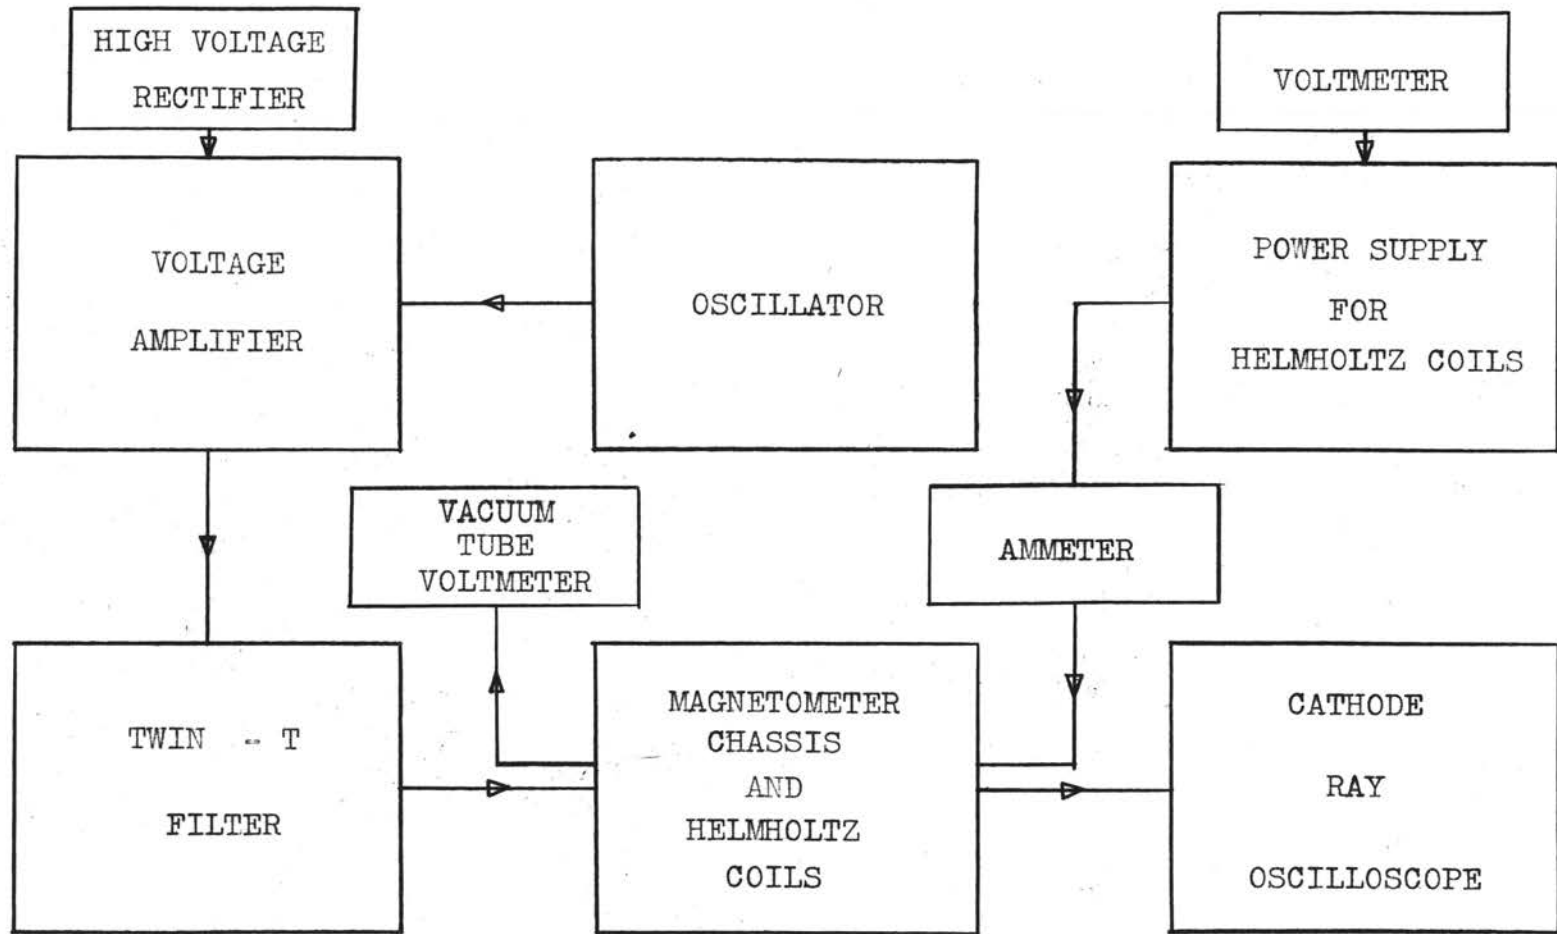 HIGH VOLTAGE
RECTIFIER
VOLTMETER
VOLTAGE
AMPLIFIER
OSCILLATOR
POWER SUPPLY
FOR
HELMHOLTZ COILS
VACUUM
TUBE
VOLTMETER
AMMETER
TWIN - T
FILTER
MAGNETOMETER
CHASSIS
AND
HELMHOLTZ
COILS
CATHODE
RAY
OSCILLOSCOPE